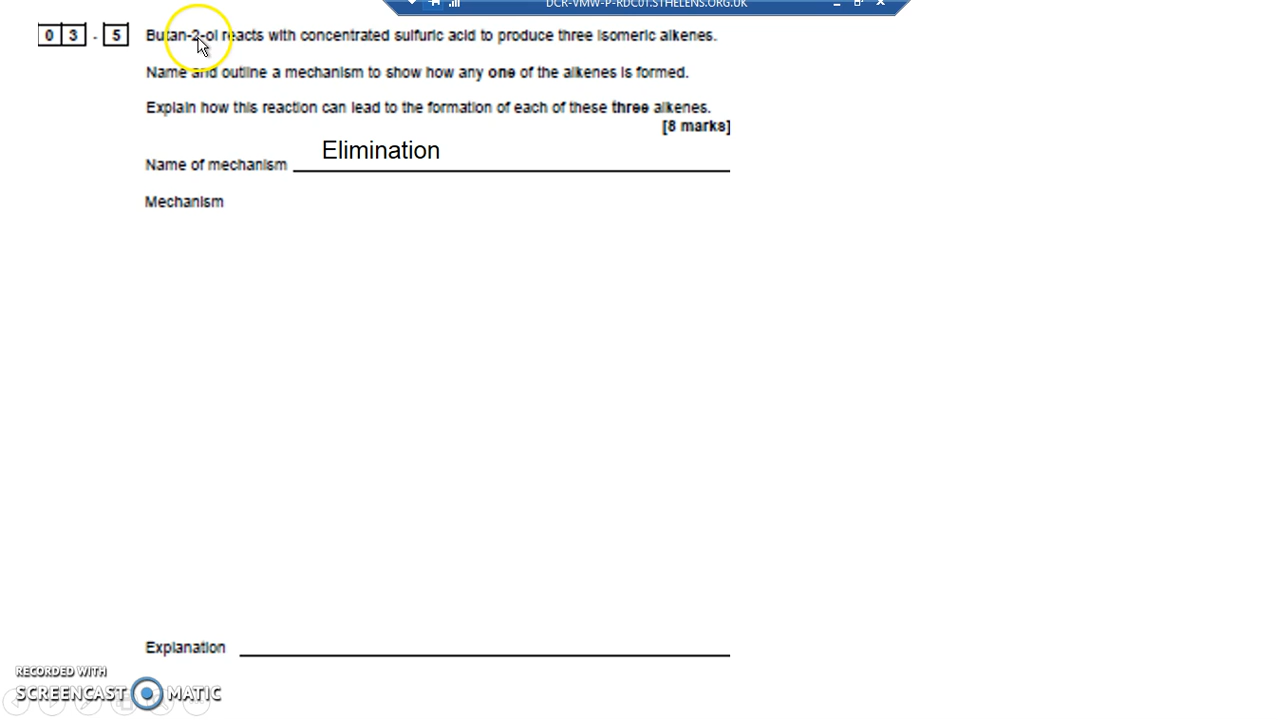 DCR-VMW-P-RDC01.STHELENS.ORG.UK
0 3 . 5 Butan-2-ol reacts with concentrated sulfuric acid to produce three isomeric alkenes.
Name and outline a mechanism to show how any one of the alkenes is formed.
Explain how this reaction can lead to the formation of each of these three alkenes.
[8 marks]
Name of mechanism Elimination
Mechanism
Explanation
RECORDED WITH
SCREENCAST MATIC